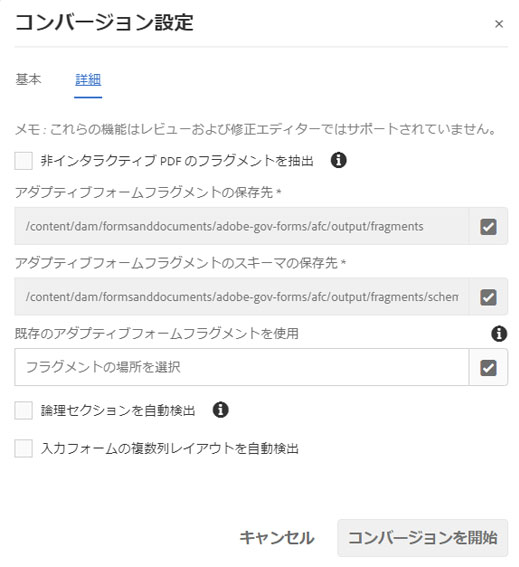 コンバージョン設定
基本 詳細
メモ : これらの機能はレビューおよび修正エディターではサポートされていません。
非インタラクティブ PDF のフラグメントを抽出
アダプティブフォームフラグメントの保存先 *
/content/dam/formsanddocuments/adobe-gov-forms/afc/output/fragments
アダプティブフォームフラグメントのスキーマの保存先 *
/content/dam/formsanddocuments/adobe-gov-forms/afc/output/fragments/schem
既存のアダプティブフォームフラグメントを使用
フラグメントの場所を選択
論理セクションを自動検出
入力フォームの複数列レイアウトを自動検出
キャンセル コンバージョンを開始